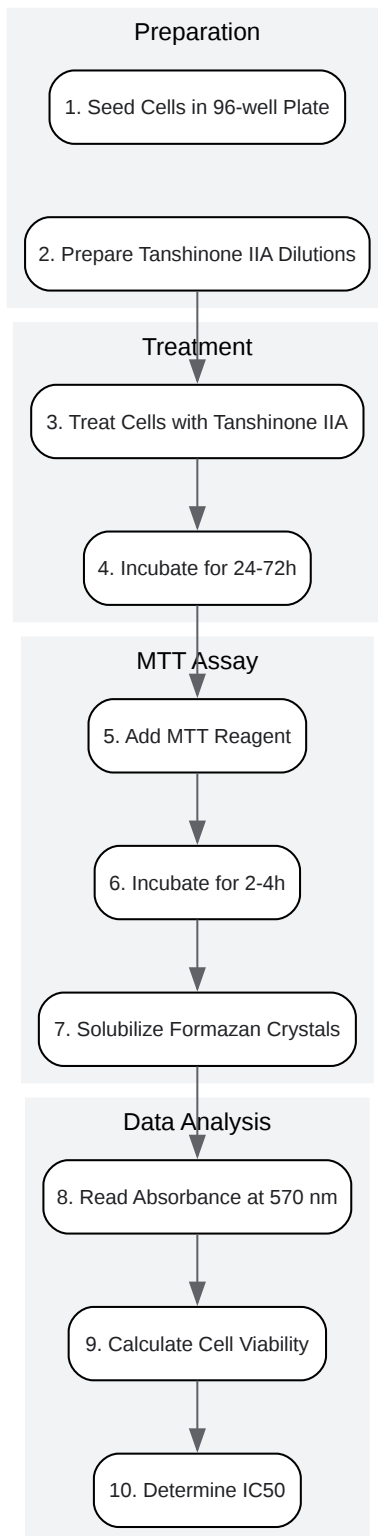 Preparation
1. Seed Cells in 96-well Plate
2. Prepare Tanshinone IIA Dilutions
Treatment
3. Treat Cells with Tanshinone IIA
4. Incubate for 24-72h
MTT Assay
5. Add MTT Reagent
6. Incubate for 2-4h
7. Solubilize Formazan Crystals
Data Analysis
8. Read Absorbance at 570 nm
9. Calculate Cell Viability
10. Determine IC50